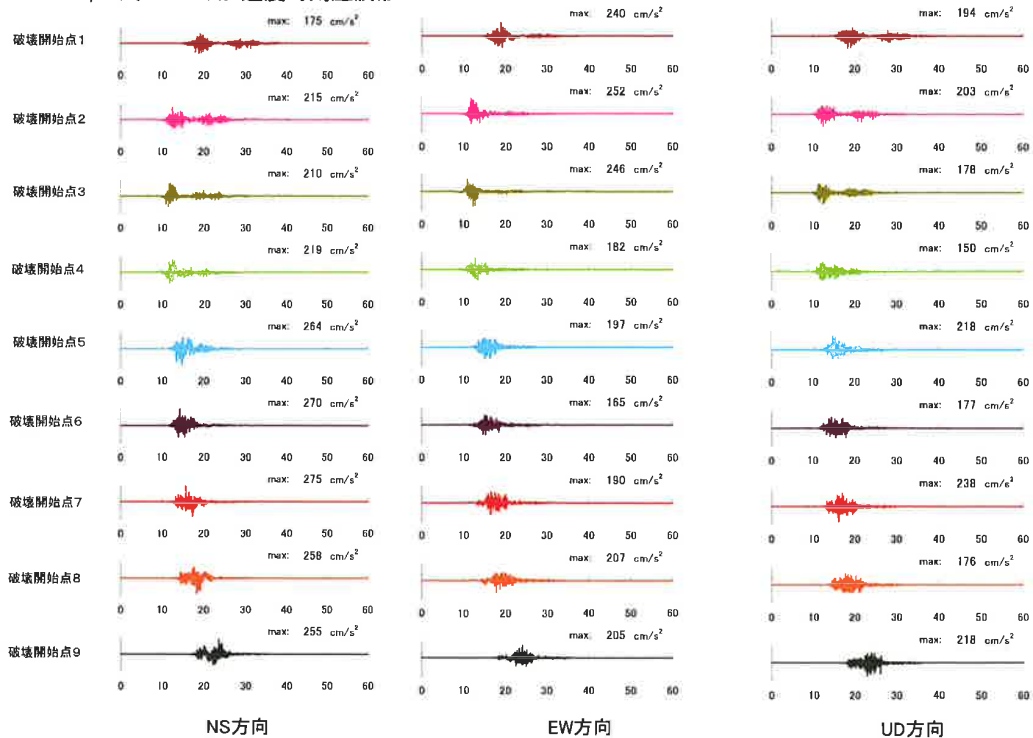 max: 175 cm/s² max: 240 cm/s² max: 194 cm/s²
破壊開始点1
0 10 20 30 40 50 60 0 10 20 30 40 50 60 0 10 20 30 40 50 60
max: 215 cm/s² max: 252 cm/s² max: 203 cm/s²
破壊開始点2
0 10 20 30 40 50 60 0 10 20 30 40 50 60 0 10 20 30 40 50 60
max: 210 cm/s² max: 246 cm/s² max: 178 cm/s²
破壊開始点3
0 10 20 30 40 50 60 0 10 20 30 40 50 60 0 10 20 30 40 50 60
max: 219 cm/s² max: 182 cm/s² max: 150 cm/s²
破壊開始点4
0 10 20 30 40 50 60 0 10 20 30 40 50 60 0 10 20 30 40 50 60
max: 264 cm/s² max: 197 cm/s² max: 218 cm/s²
破壊開始点5
0 10 20 30 40 50 60 0 10 20 30 40 50 60 0 10 20 30 40 50 60
max: 270 cm/s² max: 165 cm/s² max: 177 cm/s²
破壊開始点6
0 10 20 30 40 50 60 0 10 20 30 40 50 60 0 10 20 30 40 50 60
max: 275 cm/s² max: 190 cm/s² max: 238 cm/s²
破壊開始点7
0 10 20 30 40 50 60 0 10 20 30 40 50 60 0 10 20 30 40 50 60
max: 258 cm/s² max: 207 cm/s² max: 176 cm/s²
破壊開始点8
0 10 20 30 40 50 60 0 10 20 30 40 50 60 0 10 20 30 40 50 60
max: 255 cm/s² max: 205 cm/s² max: 218 cm/s²
破壊開始点9
0 10 20 30 40 50 60 0 10 20 30 40 50 60 0 10 20 30 40 50 60
NS方向 EW方向 UD方向